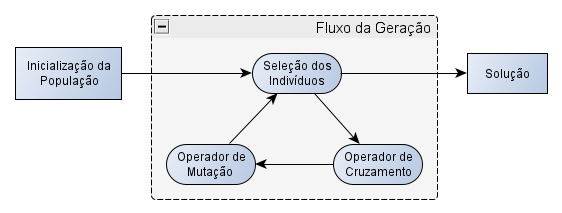 Fluxo da Geração
Inicialização da
População
Seleção dos
Indivíduos
Solução
Operador de
Mutação
Operador de
Cruzamento